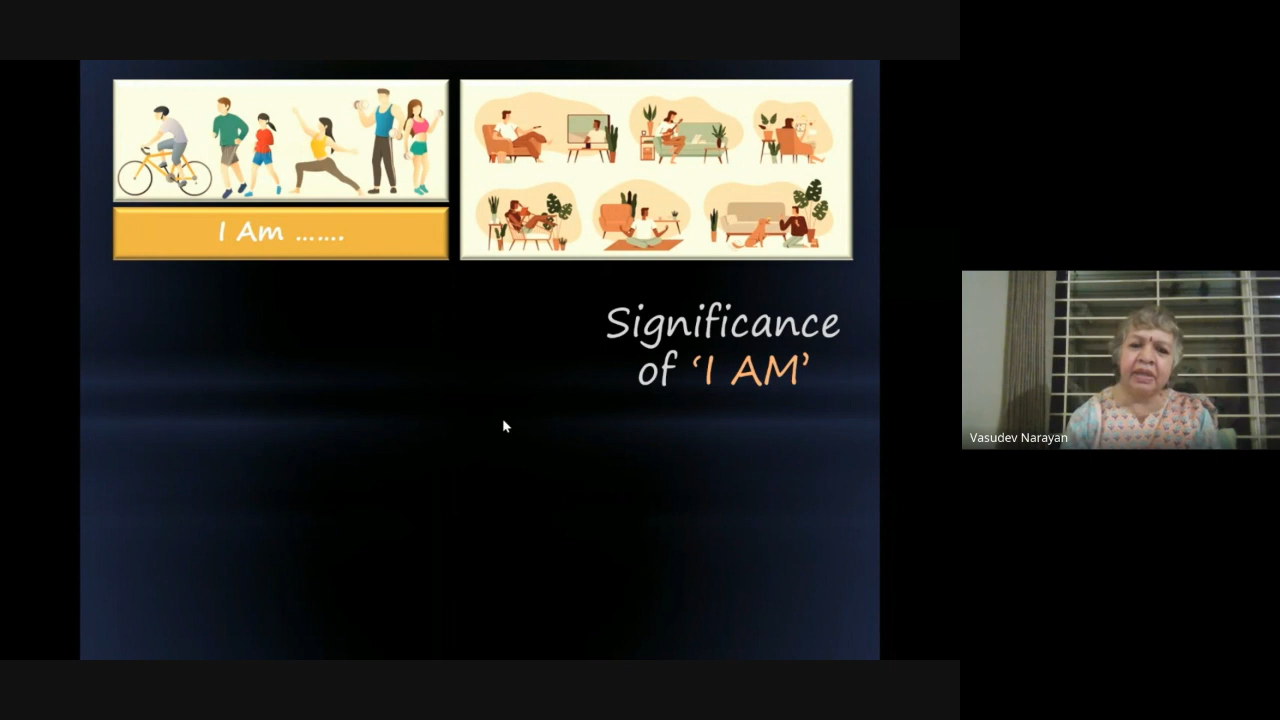 I Am .......
Significance
of ‘I AM’
Vasudev Narayan